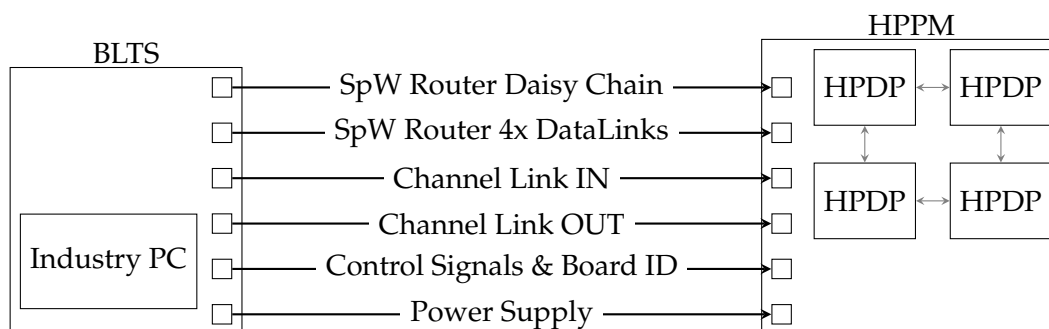 BLTS
HPPM
SpW Router Daisy Chain
SpW Router 4x DataLinks
Channel Link IN
Channel Link OUT
Control Signals & Board ID
Power Supply
Industry PC
HPDP
HPDP
HPDP
HPDP